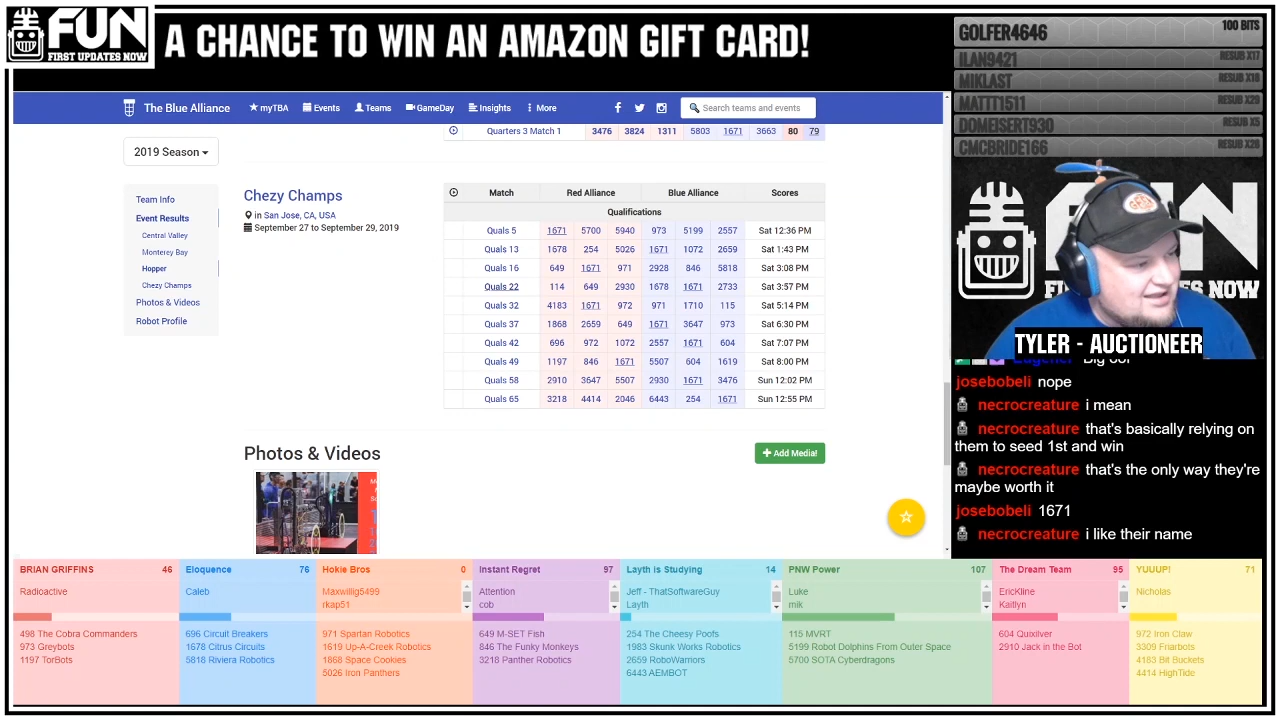 FUN
FIRST UPDATES NOW
A CHANCE TO WIN AN AMAZON GIFT CARD!
The Blue Alliance
myTBA
Events
Teams
GameDay
Insights
More
Search teams and events
2019 Season
Team Info
Event Results
Central Valley
Monterey Bay
Hopper
Chezy Champs
Photos & Videos
Robot Profile
Quarters 3 Match 1 3476 3824 1311 5803 1671 3663 80 79
Chezy Champs
in San Jose, CA, USA
September 27 to September 29, 2019
Match Red Alliance Blue Alliance Scores
Qualifications
Quals 5 1671 5700 5940 973 5199 2557 Sat 12:36 PM
Quals 13 1678 254 5026 1671 1072 2659 Sat 1:43 PM
Quals 16 649 1671 971 2928 846 5818 Sat 3:08 PM
Quals 22 114 649 2930 1678 1671 2733 Sat 3:57 PM
Quals 32 4183 1671 972 971 1710 115 Sat 5:14 PM
Quals 37 1868 2659 649 1671 3647 973 Sat 6:30 PM
Quals 42 696 972 1072 2557 1671 604 Sat 7:07 PM
Quals 49 1197 846 1671 5507 604 1619 Sat 8:00 PM
Quals 58 2910 3647 5507 2930 1671 3476 Sun 12:02 PM
Quals 65 3218 4414 2046 6443 254 1671 Sun 12:55 PM
Photos & Videos
Add Media!
GOLFER4646 100 BITS
ILAN9421 RESUB X17
MIKLAST RESUB X18
MATTT1511 RESUB X29
DOMEISERT930 RESUB X5
CMCBRIDE166 RESUB X26
TYLER - AUCTIONEER
josebobeli nope
necrocreature i mean
necrocreature that's basically relying on
them to seed 1st and win
necrocreature that's the only way they're
maybe worth it
josebobeli 1671
necrocreature i like their name
BRIAN GRIFFINS 46
Radioactive
498 The Cobra Commanders
973 Greybots
1197 TorBots
Eloquence 76
Caleb
696 Circuit Breakers
1678 Citrus Circuits
5818 Riviera Robotics
Hokie Bros 0
Maxwillig5499
rkap51
971 Spartan Robotics
1619 Up-A-Creek Robotics
1868 Space Cookies
5026 Iron Panthers
Instant Regret 97
Attention
cob
649 M-SET Fish
846 The Funky Monkeys
3218 Panther Robotics
Layth is Studying 14
Jeff - ThatSoftwareGuy
Layth
254 The Cheesy Poofs
1983 Skunk Works Robotics
2659 RoboWarriors
6443 AEMBOT
PNW Power 107
Luke
mik
115 MVRT
5199 Robot Dolphins From Outer Space
5700 SOTA Cyberdragons
The Dream Team 95
EricKline
Kaitlyn
604 Quixilver
2910 Jack in the Bot
YUUUP! 71
Nicholas
972 Iron Claw
3309 Friarbots
4183 Bit Buckets
4414 HighTide